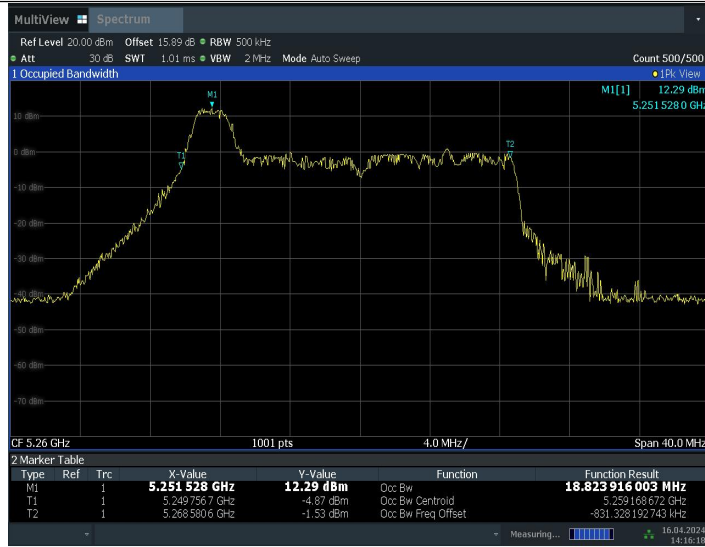 MultiView Spectrum
Ref Level 20.00 dBm Offset 15.89 dB RBW 500 kHz
Att 30 dB SWT 1.01 ms VBW 2 MHz Mode Auto Sweep Count 500/500
1 Occupied Bandwidth 1Pk View
M1[1] 12.29 dBm
5.251 528 0 GHz
M1
10 dBm
T2
0 dBm
T1
-10 dBm
-20 dBm
-30 dBm
-40 dBm
-50 dBm
-60 dBm
-70 dBm
CF 5.26 GHz 1001 pts 4.0 MHz/ Span 40.0 MHz
2 Marker Table
Type Ref Trc X-Value Y-Value Function Function Result
M1 1 5.251 528 GHz 12.29 dBm Occ Bw 18.823 916 003 MHz
T1 1 5.249 756 7 GHz -4.87 dBm Occ Bw Centroid 5.259 168 672 GHz
T2 1 5.268 580 6 GHz -1.53 dBm Occ Bw Freq Offset -831.328 192 743 kHz
Measuring... 16.04.2024
14:16:18